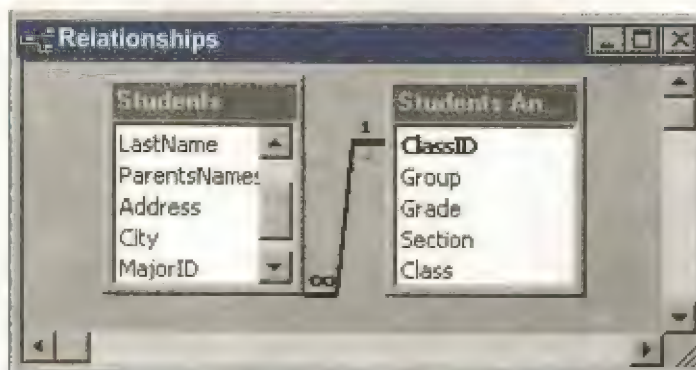 Relationships
Students
LastName
ParentsNames
Address
City
MajorID
1
∞
Students An
ClassID
Group
Grade
Section
Class